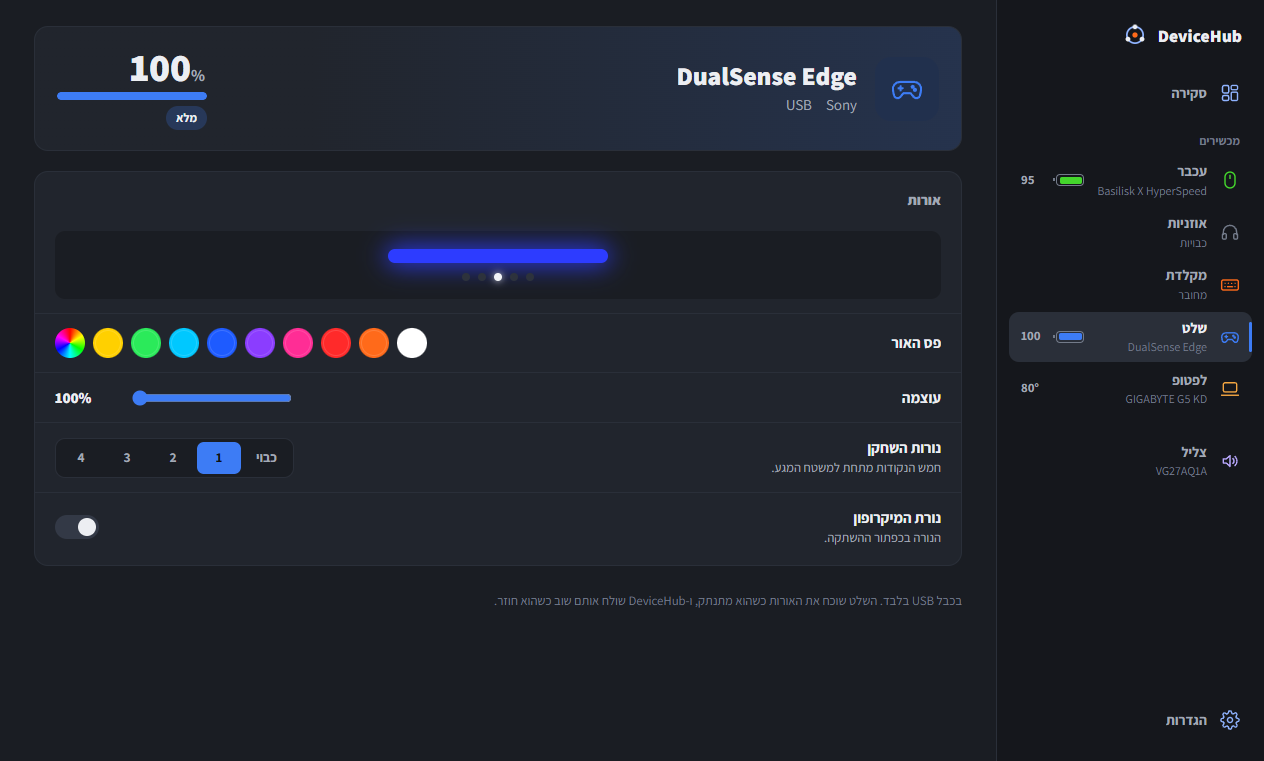 DeviceHub
סקירה
מכשירים
עכבר
Basilisk X HyperSpeed
95
אוזניות
כבויות
מקלדת
מחובר
שלט
DualSense Edge
100
לפטופ
GIGABYTE G5 KD
80°
צליל
VG27AQ1A
הגדרות
DualSense Edge
Sony USB
100%
מלא
אורות
פס האור
עוצמה
100%
נורות השחקן
חמש הנקודות מתחת למשטח המגע.
כבוי 1 2 3 4
נורת המיקרופון
הנורה בכפתור ההשתקה.
בכבל USB בלבד. השלט שוכח את האורות כשהוא מתנתק, ו-DeviceHub שולח אותם שוב כשהוא חוזר.